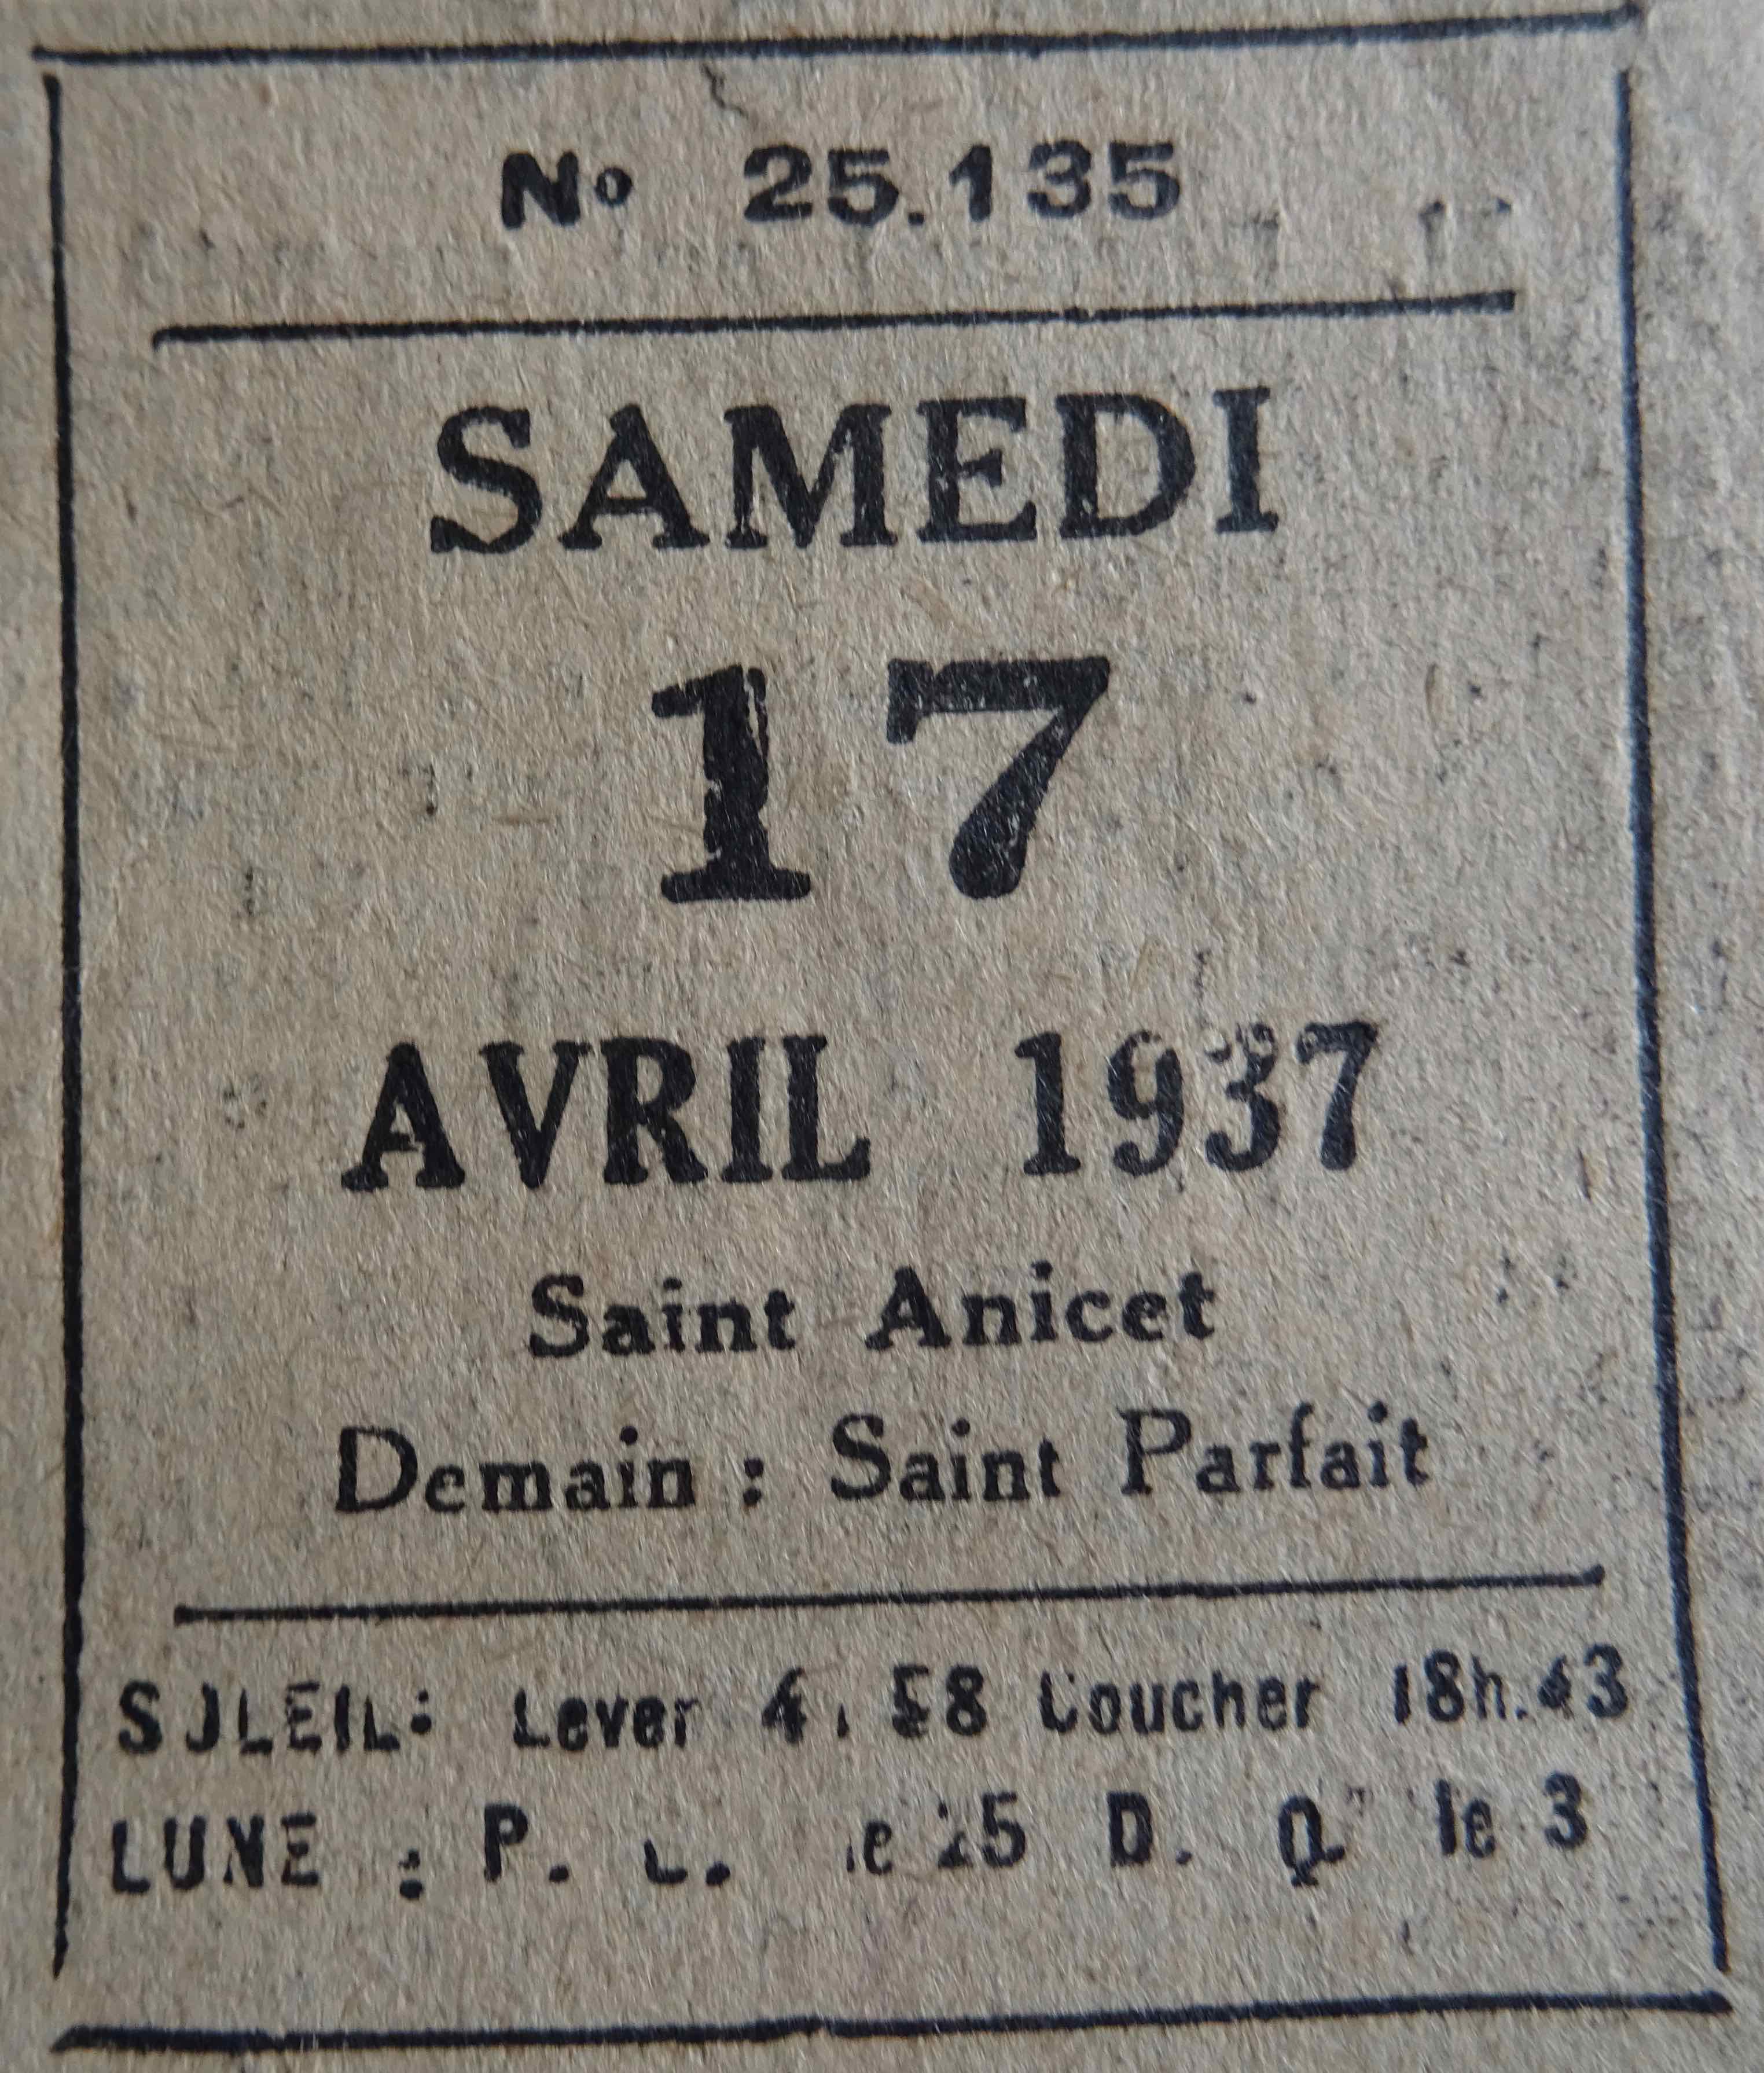 No 25.135
SAMEDI
17
AVRIL 1937
Saint Anicet
Demain : Saint Parfait
SOLEIL: Lever 4. 58 Coucher 18h.43
LUNE : P. L. le 25 D. Q. le 3